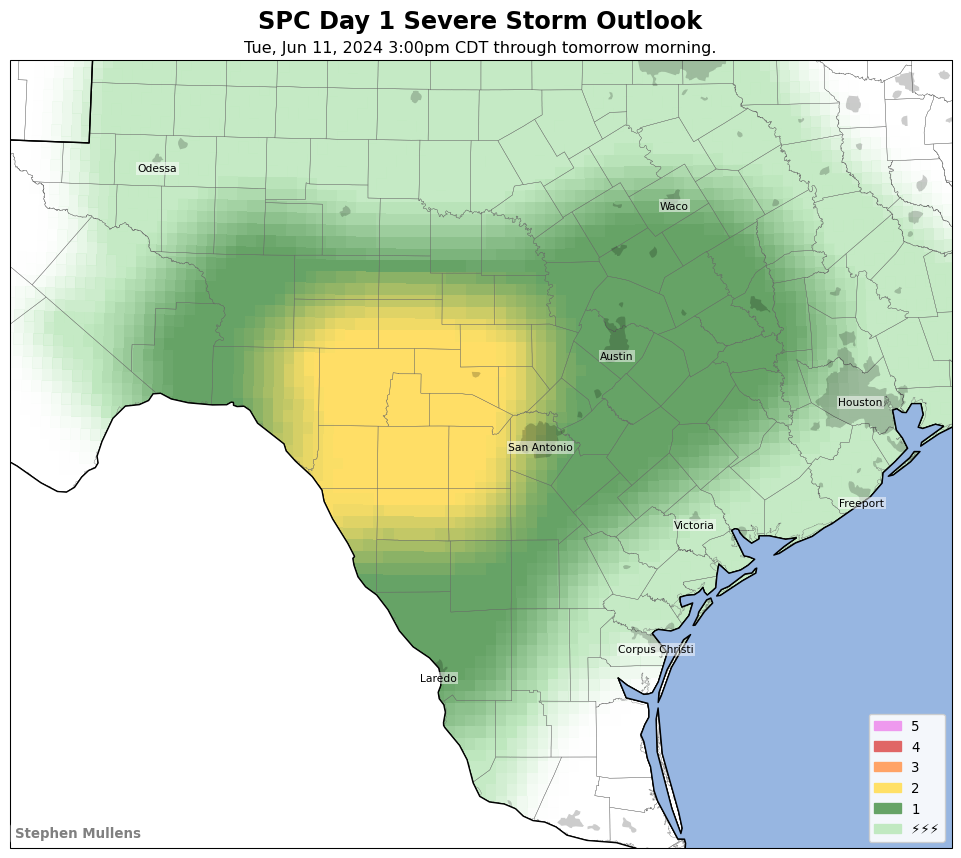 SPC Day 1 Severe Storm Outlook
Tue, Jun 11, 2024 3:00pm CDT through tomorrow morning.
Odessa
Waco
Austin
Houston
San Antonio
Freeport
Victoria
Corpus Christi
Laredo
5
4
3
2
1
⚡⚡⚡
Stephen Mullens